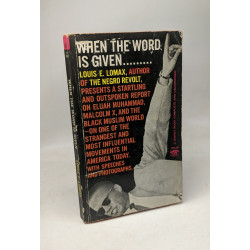 WHEN THE WORD
IS GIVEN.........
LOUIS E. LOMAX, AUTHOR
OF THE NEGRO REVOLT,
PRESENTS A STARTLING
AND OUTSPOKEN REPORT
ON ELIJAH MUHAMMAD,
MALCOLM X, AND THE
BLACK MUSLIM WORLD
—ON ONE OF THE
STRANGEST AND
MOST INFLUENTIAL
MOVEMENTS IN
AMERICA TODAY.
WITH SPEECHES
AND PHOTOGRAPHS.